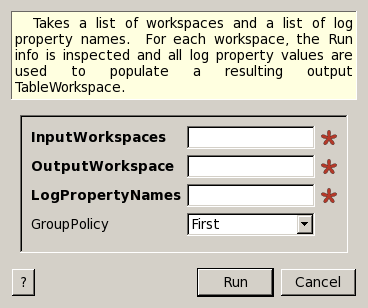 Takes a list of workspaces and a list of log
property names. For each workspace, the Run
info is inspected and all log property values are
used to populate a resulting output
TableWorkspace.
InputWorkspaces
OutputWorkspace
LogPropertyNames
GroupPolicy First
? Run Cancel